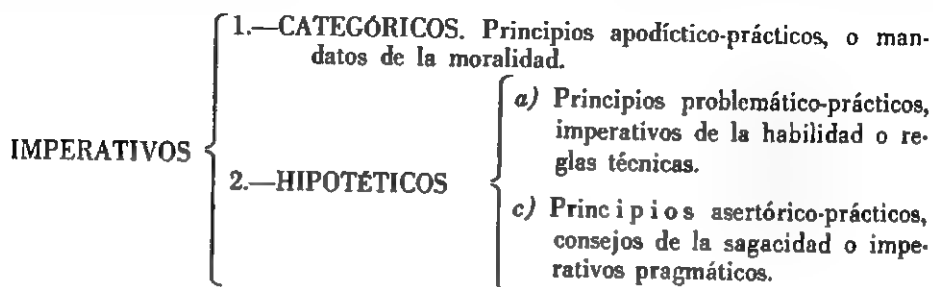 1.—CATEGÓRICOS. Principios apodíctico-prácticos, o man-
datos de la moralidad.
IMPERATIVOS
2.—HIPOTÉTICOS
a) Principios problemático-prácticos,
imperativos de la habilidad o re-
glas técnicas.
c) Principios asertórico-prácticos,
consejos de la sagacidad o impe-
rativos pragmáticos.